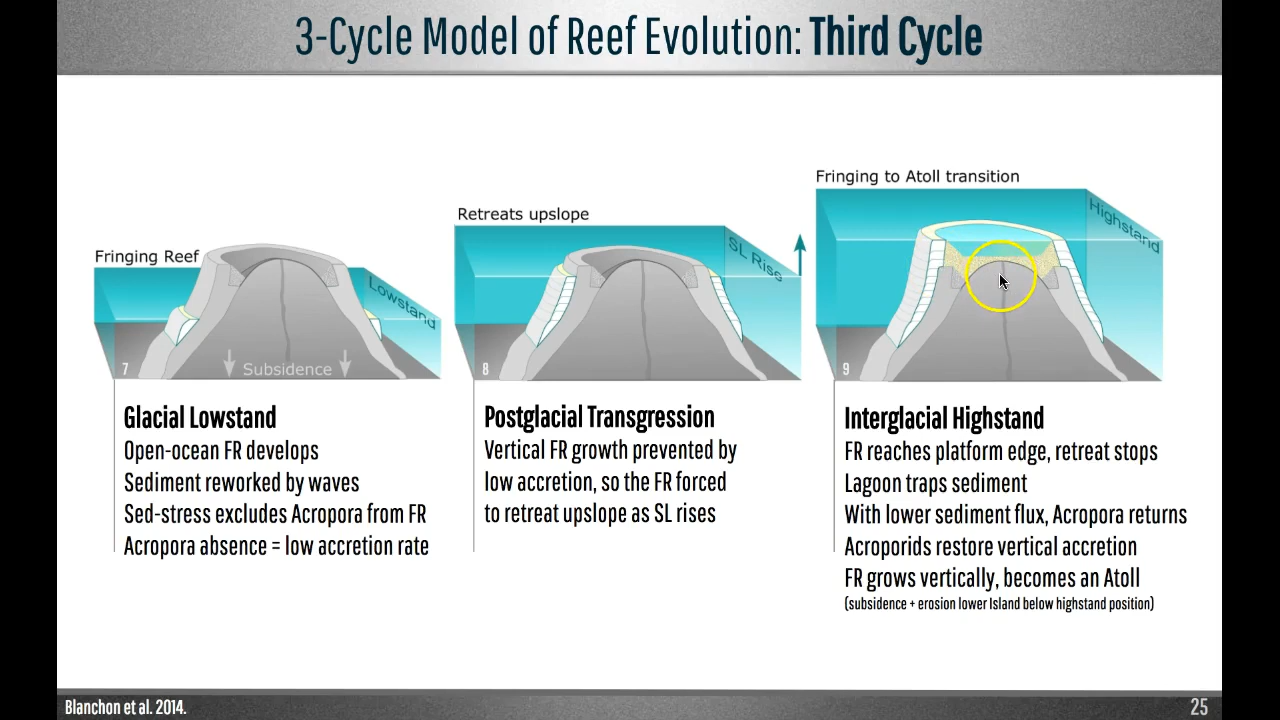 3-Cycle Model of Reef Evolution: Third Cycle
Fringing Reef
Lowstand
Subsidence
7
Retreats upslope
SL Rise
8
Fringing to Atoll transition
Highstand
9
Glacial Lowstand
Open-ocean FR develops
Sediment reworked by waves
Sed-stress excludes Acropora from FR
Acropora absence = low accretion rate
Postglacial Transgression
Vertical FR growth prevented by
low accretion, so the FR forced
to retreat upslope as SL rises
Interglacial Highstand
FR reaches platform edge, retreat stops
Lagoon traps sediment
With lower sediment flux, Acropora returns
Acroporids restore vertical accretion
FR grows vertically, becomes an Atoll
(subsidence + erosion lower Island below highstand position)
Blanchon et al. 2014.
25